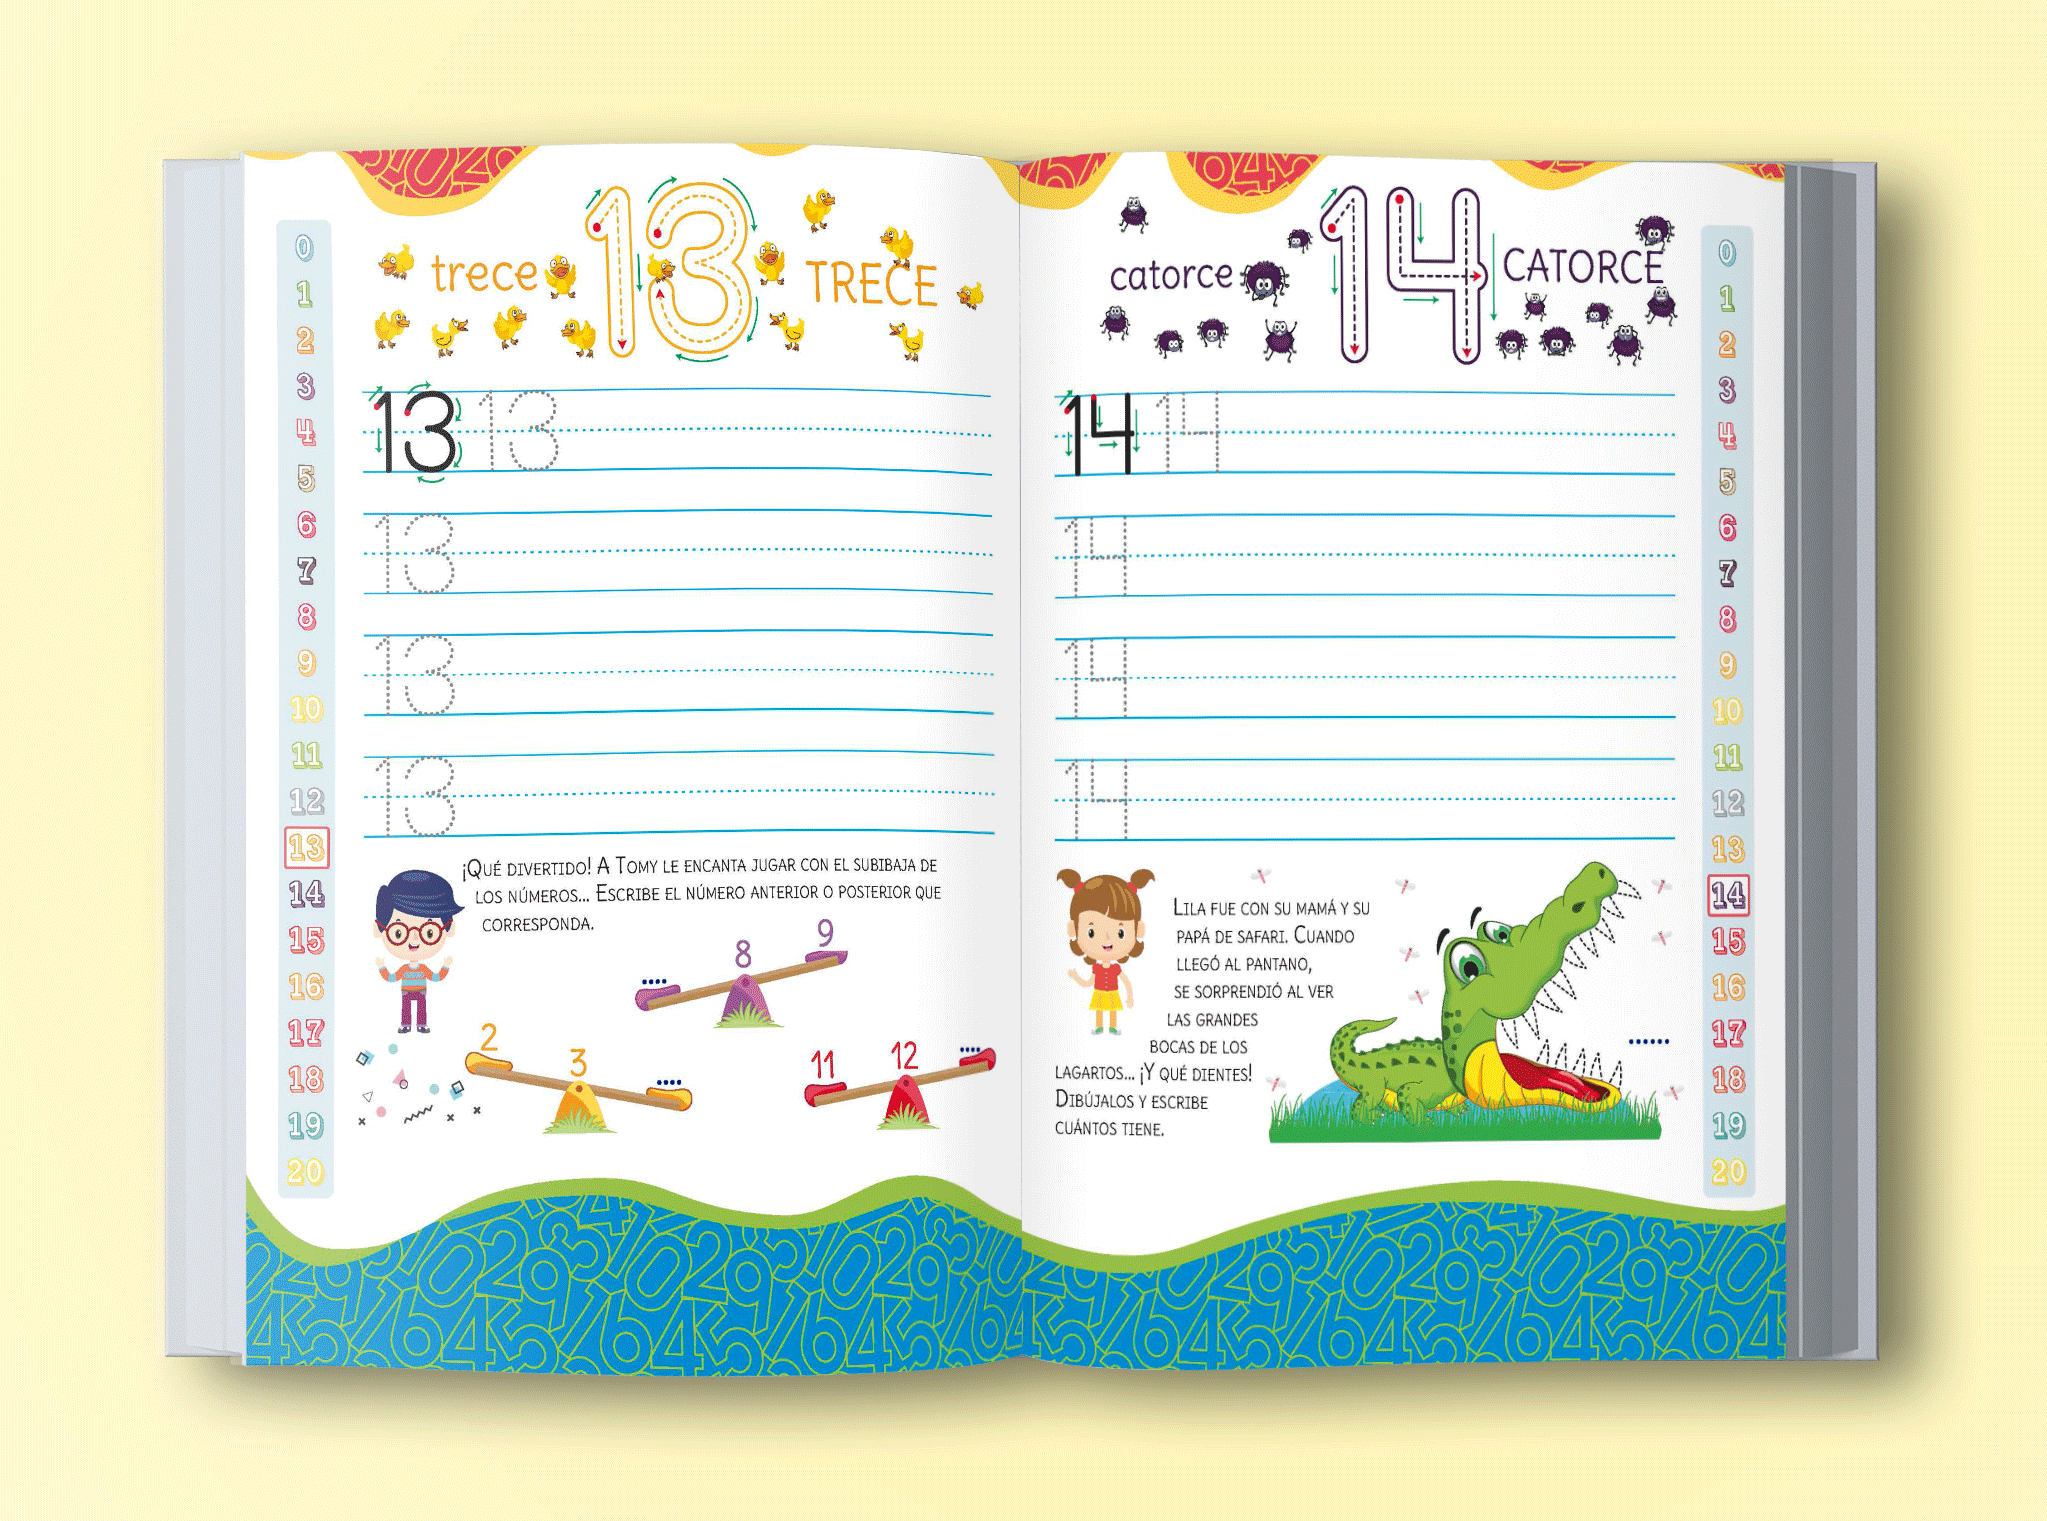 13
trece
TRECE
0
1
2
3
4
5
6
7
8
9
10
11
12
13
14
15
16
17
18
19
20
13 13
13
13
13
¡Qué divertido! A Tomy le encanta jugar con el subibaja de
los números... Escribe el número anterior o posterior que
corresponda.
.... 8 9
2 3 ....
11 12 ....
14
catorce
CATORCE
14 14
14
14
14
Lila fue con su mamá y su
papá de safari. Cuando
llegó al pantano,
se sorprendió al ver
las grandes
bocas de los
lagartos... ¡Y qué dientes!
Dibújalos y escribe
cuántos tiene.
......
0
1
2
3
4
5
6
7
8
9
10
11
12
13
14
15
16
17
18
19
20